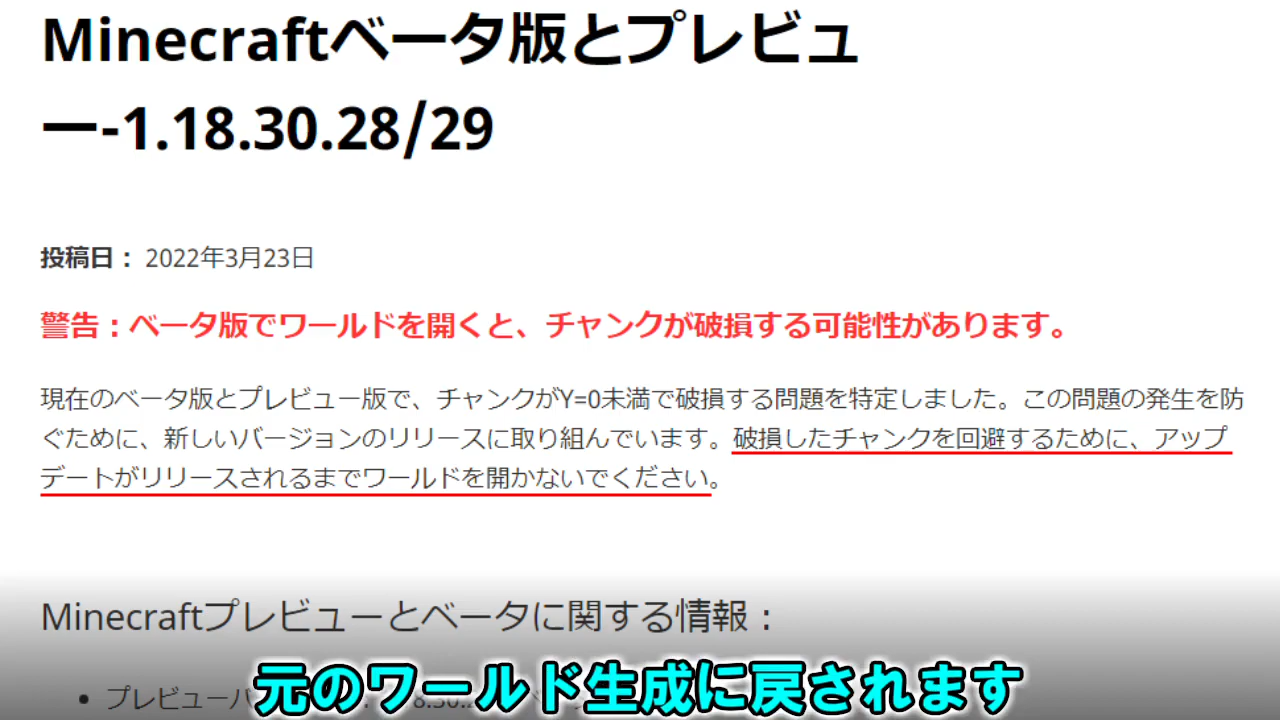 Minecraftベータ版とプレビュ
ー-1.18.30.28/29
投稿日： 2022年3月23日
警告：ベータ版でワールドを開くと、チャンクが破損する可能性があります。
現在のベータ版とプレビュー版で、チャンクがY=0未満で破損する問題を特定しました。この問題の発生を防
ぐために、新しいバージョンのリリースに取り組んでいます。破損したチャンクを回避するために、アップ
デートがリリースされるまでワールドを開かないでください。
Minecraftプレビューとベータに関する情報：
• プレビューバ
元のワールド生成に戻されます